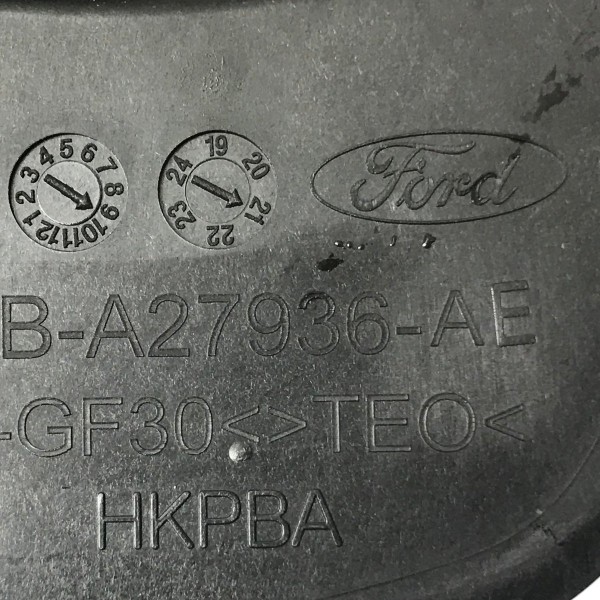 1 2 3 4 5 6 7 8 9 10 11 12
19 20 21 22 23 24
Ford
B-A27936-AE
-GF30<>TEO<
HKPBA